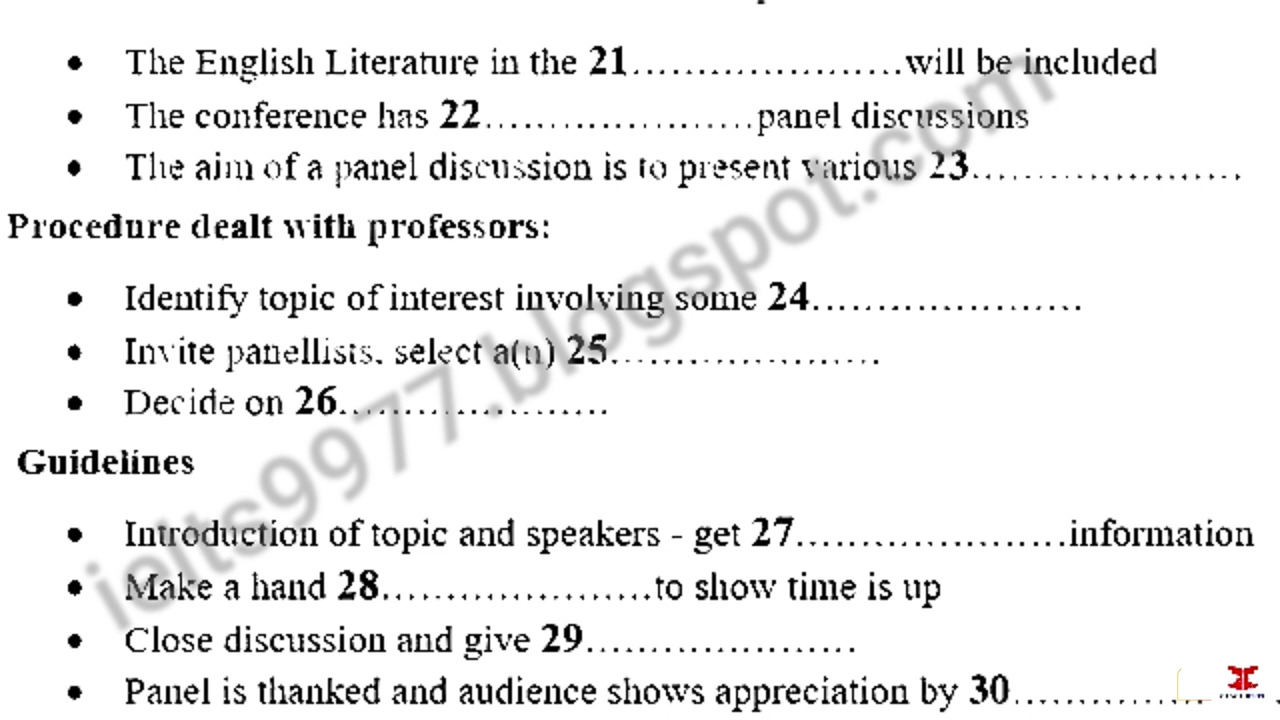 • The English Literature in the 21.....................will be included
• The conference has 22.....................panel discussions
• The aim of a panel discussion is to present various 23.....................
Procedure dealt with professors:
• Identify topic of interest involving some 24.....................
• Invite panellists. select a(n) 25.....................
• Decide on 26.....................
Guidelines
• Introduction of topic and speakers - get 27.....................information
• Make a hand 28.....................to show time is up
• Close discussion and give 29.....................
• Panel is thanked and audience shows appreciation by 30...............
ielts9977.blogspot.com